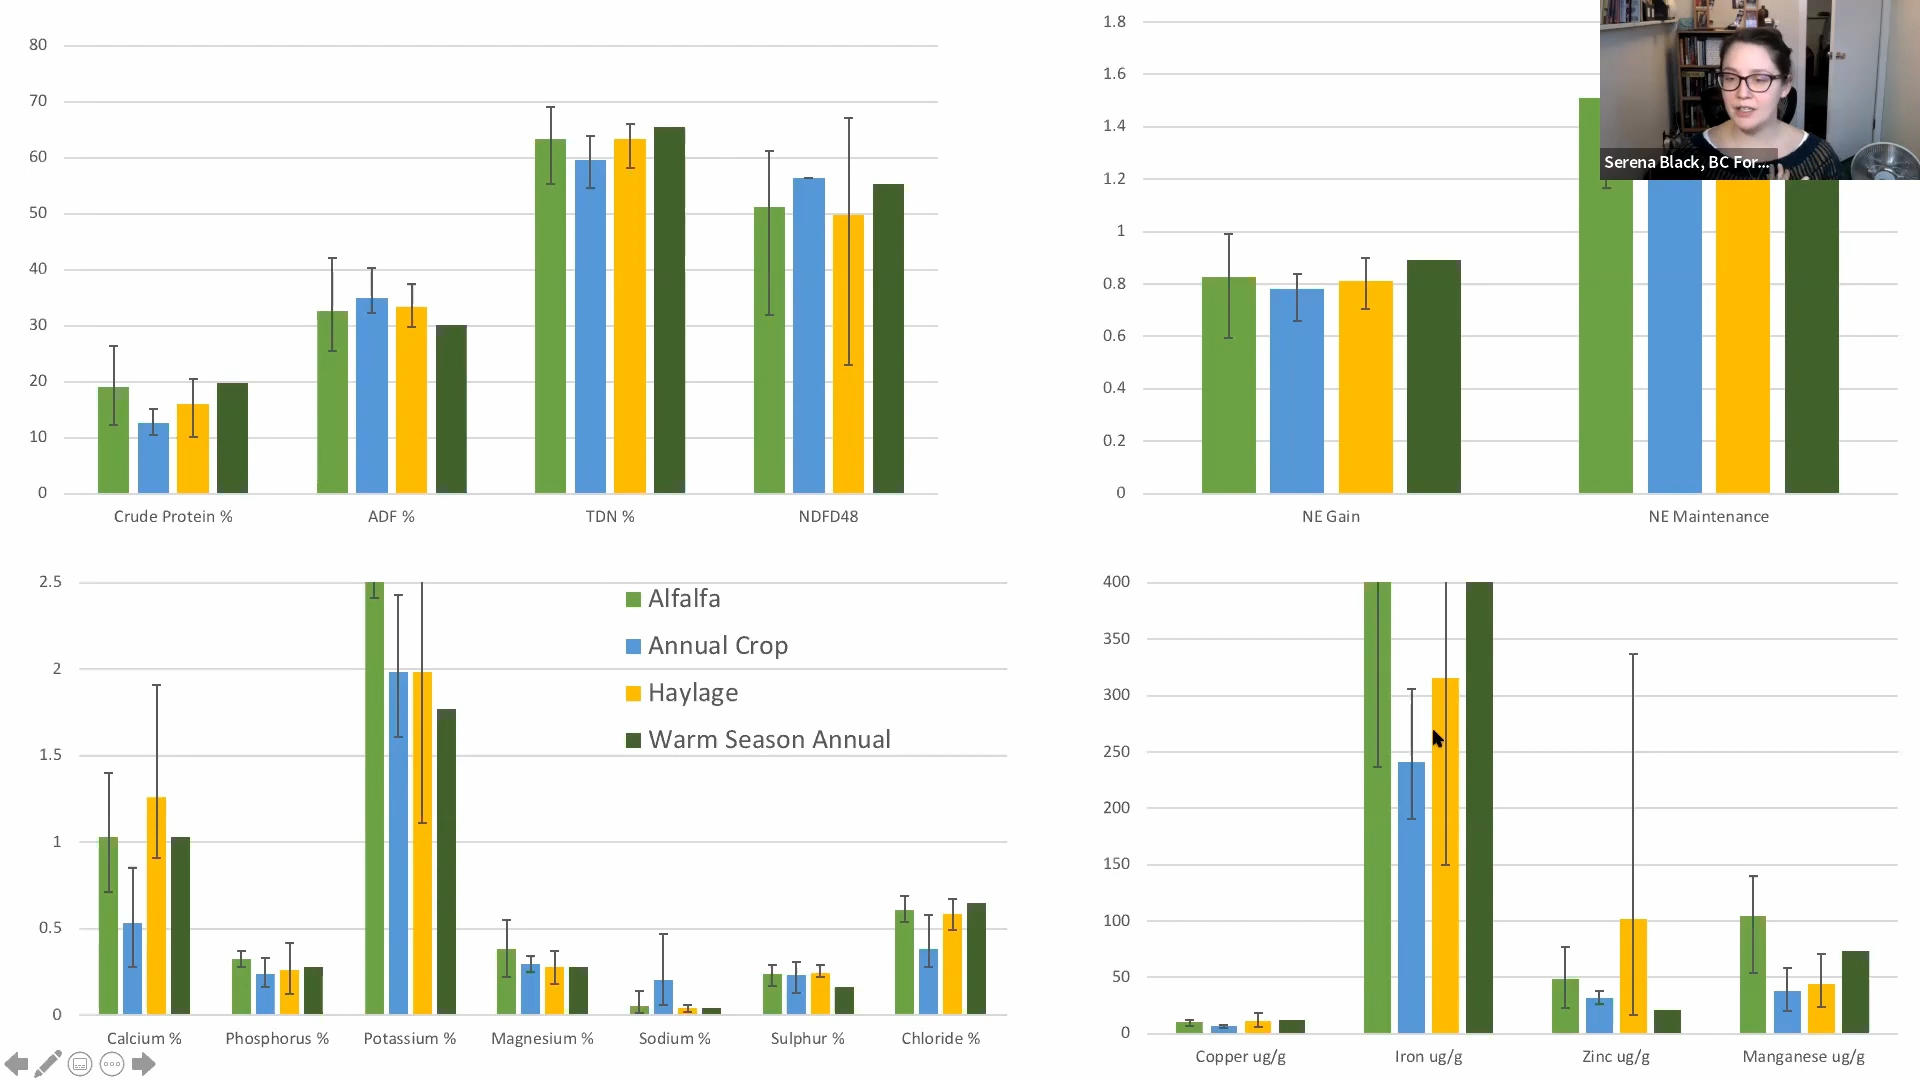 80
70
60
50
40
30
20
10
0
Crude Protein %
ADF %
TDN %
NDFD48
1.8
1.6
1.4
1.2
1
0.8
0.6
0.4
0.2
0
NE Gain
NE Maintenance
Serena Black, BC For...
2.5
2
1.5
1
0.5
0
Calcium %
Phosphorus %
Potassium %
Magnesium %
Sodium %
Sulphur %
Chloride %
Alfalfa
Annual Crop
Haylage
Warm Season Annual
400
350
300
250
200
150
100
50
0
Copper ug/g
Iron ug/g
Zinc ug/g
Manganese ug/g